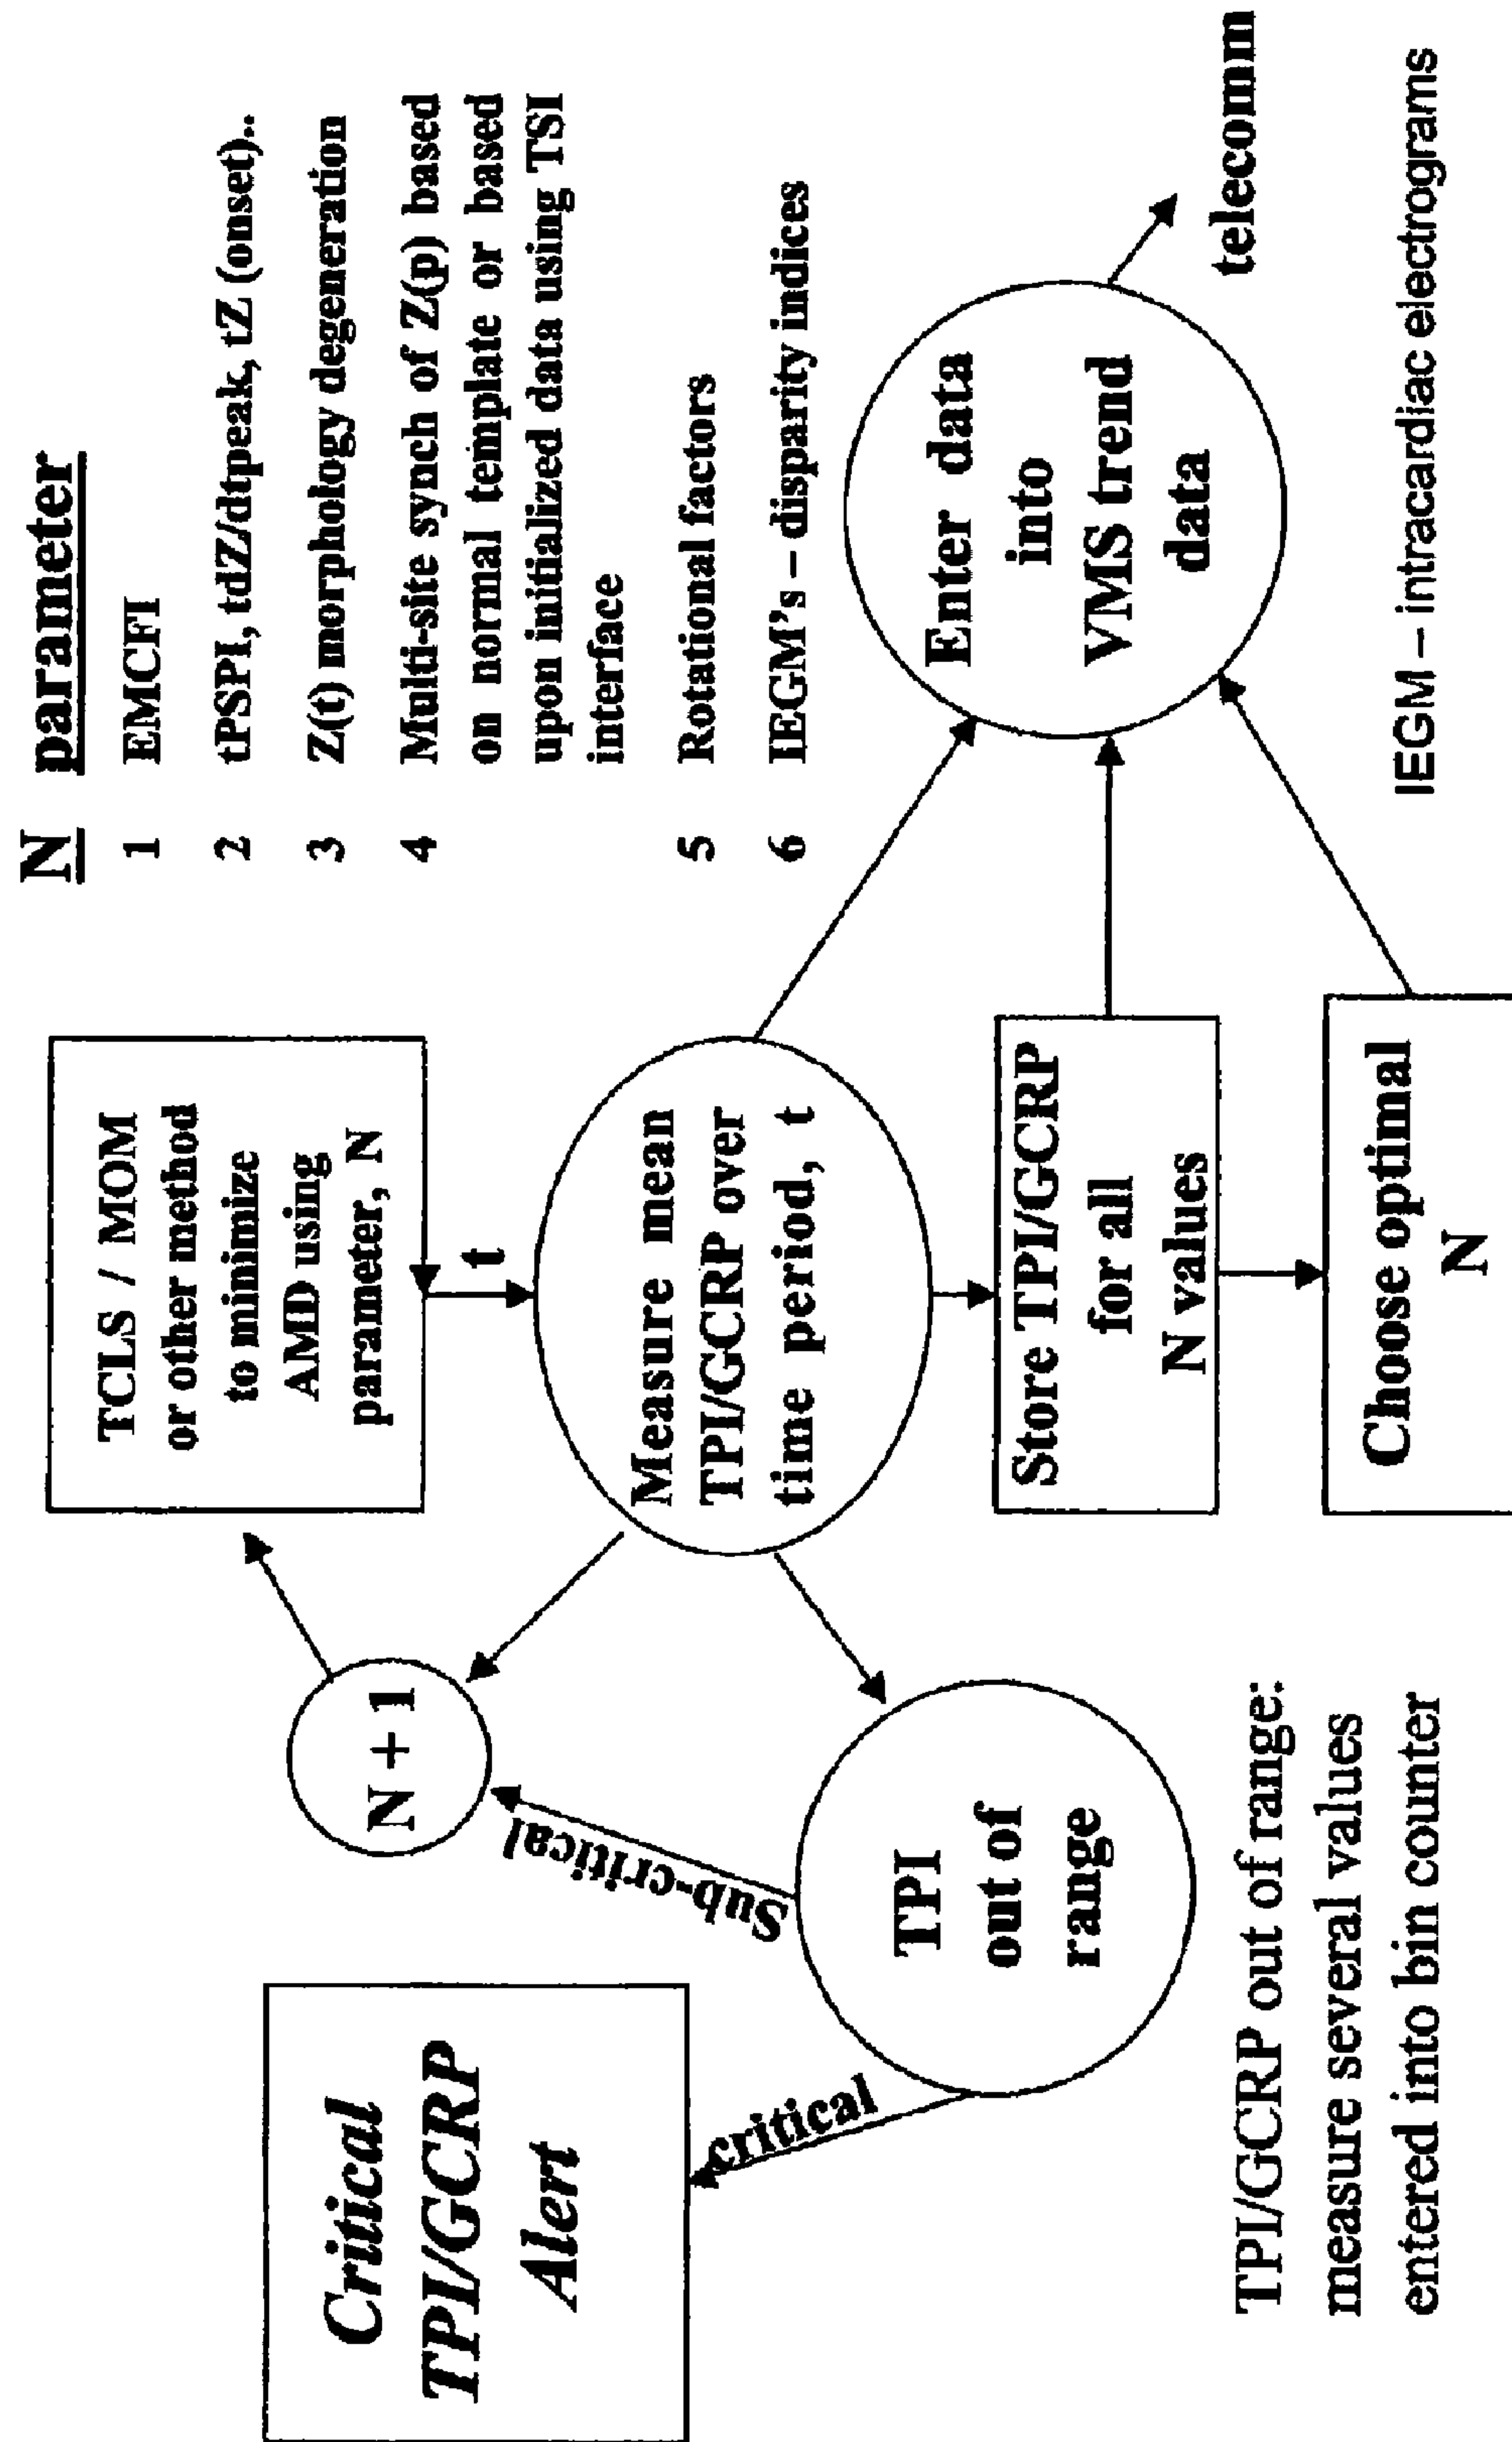 N parameter
1 EMCFI
2 tPSPI, tdZ/dtpeak, tZ (onset)..
3 Z(t) morphology degeneration
4 Multi-site synch of Z(p) based
on normal template or based
upon initialized data using TSI
interface
5 Rotational factors
6 IEGM's – disparity indices
TCLS / MOM
or other method
to minimize
AMD using
parameter, N
t
N + 1
Measure mean
TPI/GCRP over
time period, t
Critical
TPI/GCRP
Alert
critical
Sub-critical
TPI
out of
range
Store TPI/GCRP
for all
N values
Choose optimal
N
Enter data
into
VMS trend
data
telecomm
TPI/GCRP out of range:
measure several values
entered into bin counter
IEGM – intracardiac electrograms